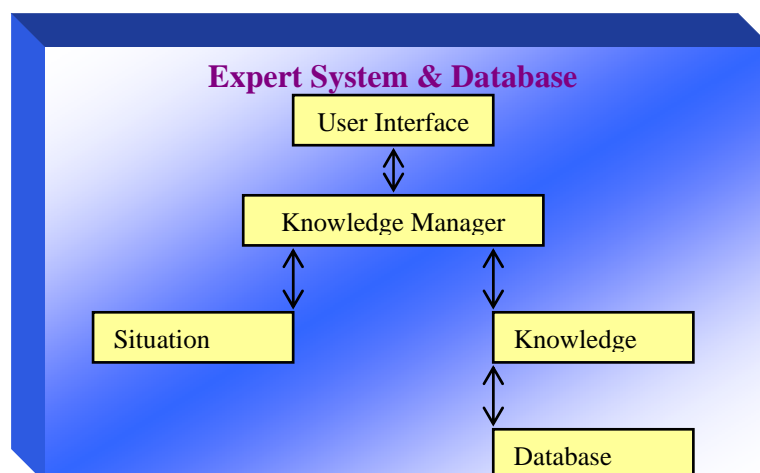 Expert System & Database
User Interface
Knowledge Manager
Situation
Knowledge
Database